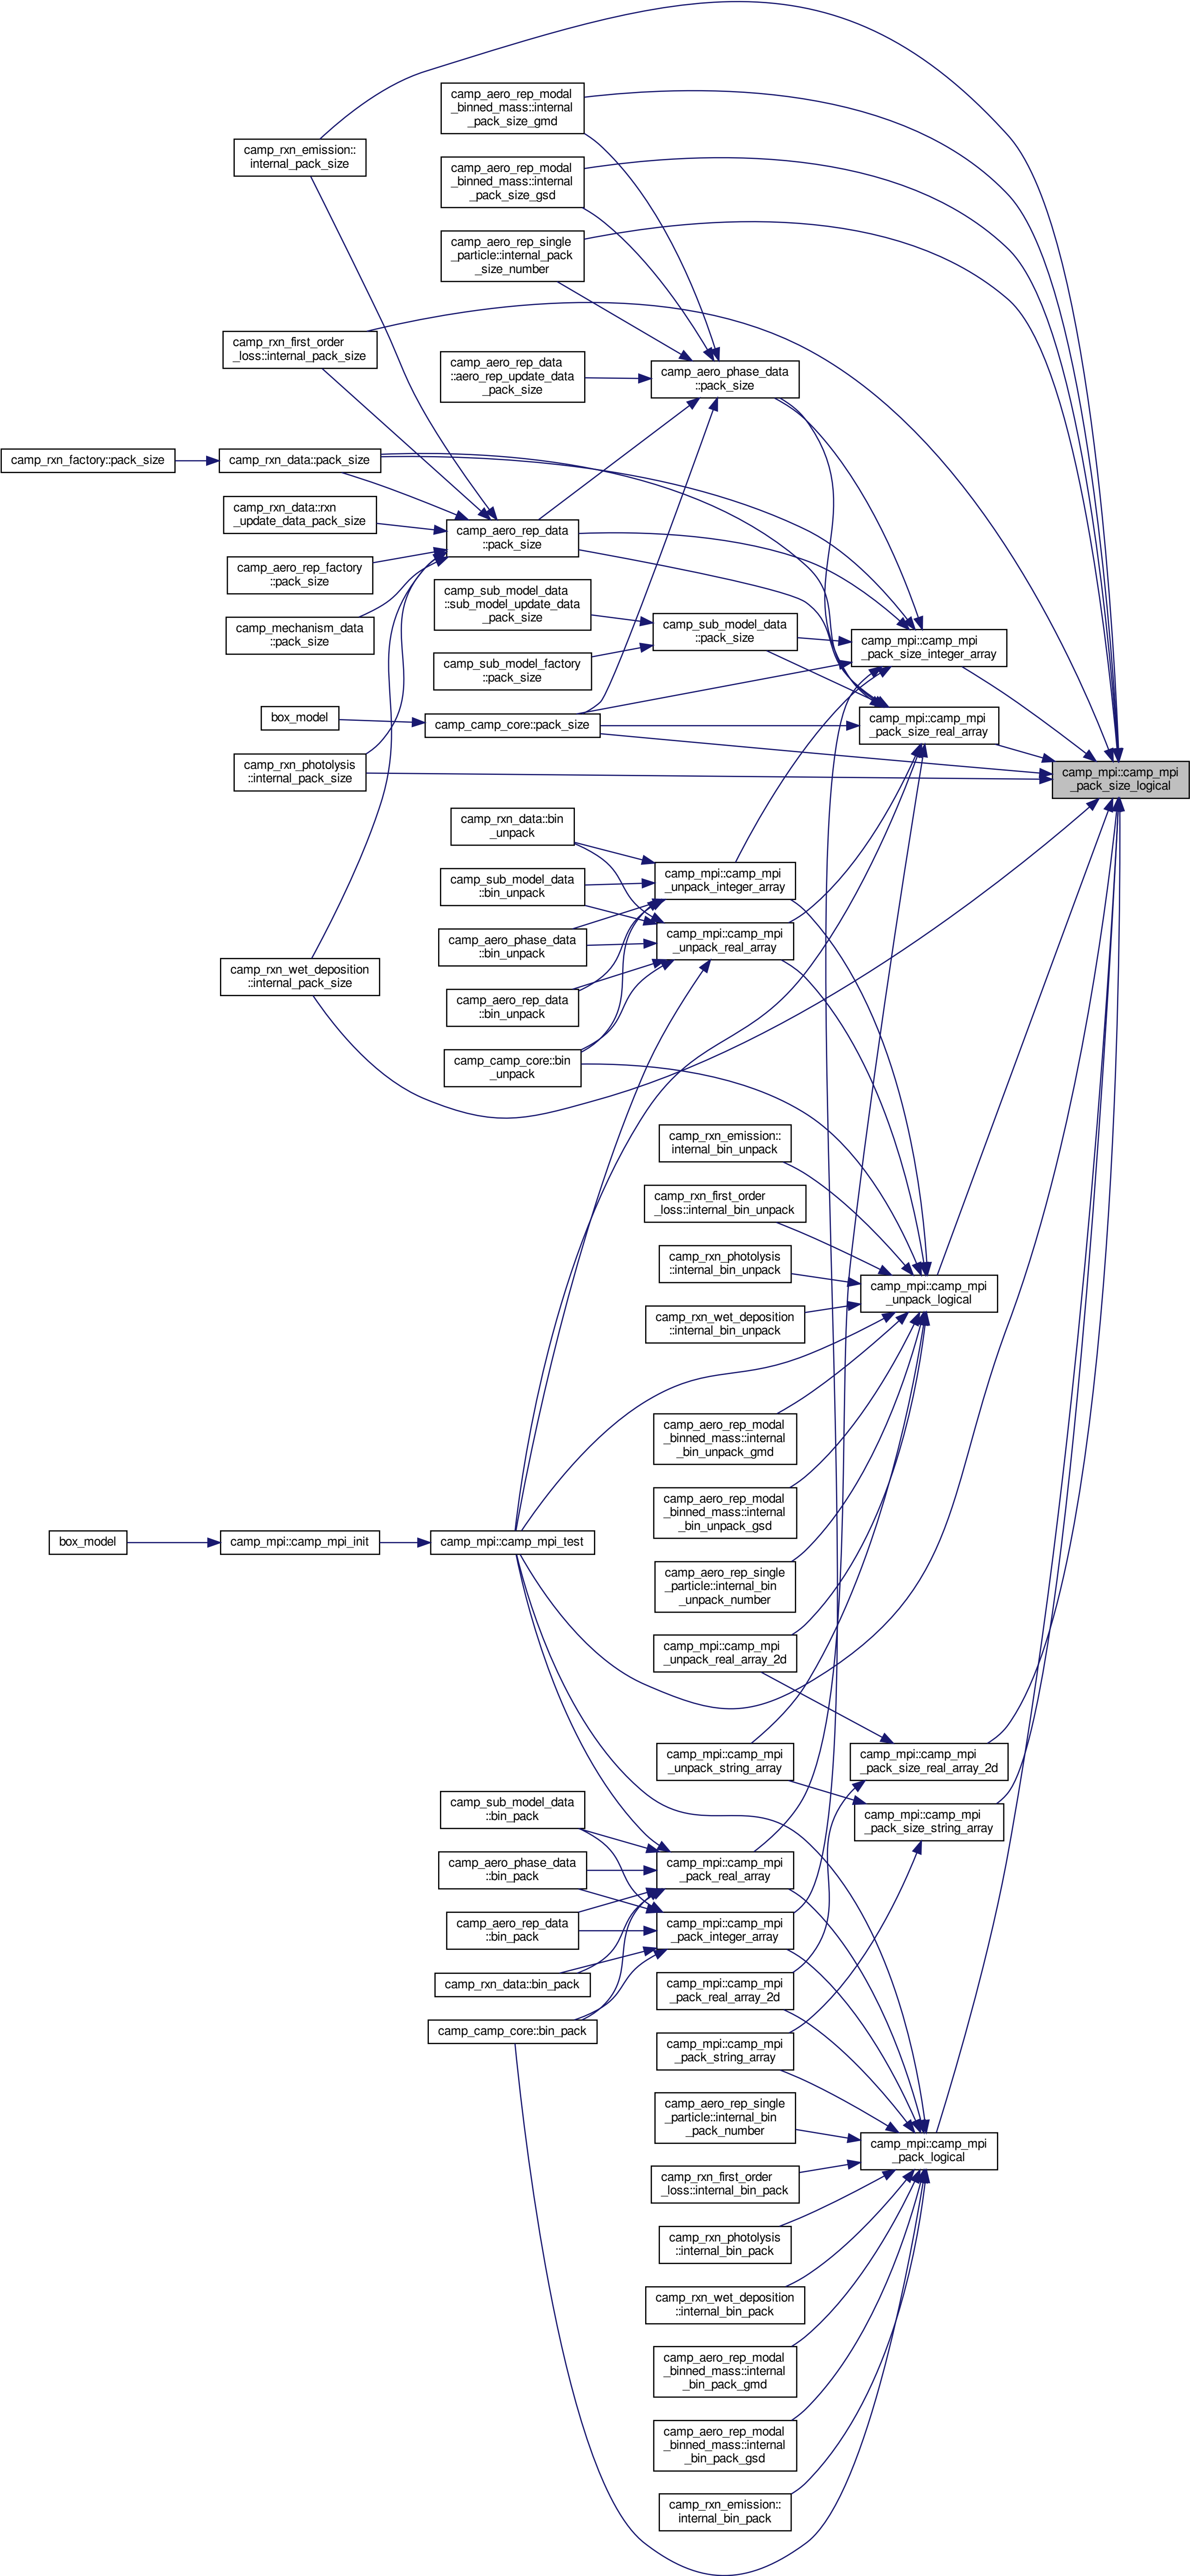 camp_aero_rep_modal
_binned_mass::internal
_pack_size_gmd
camp_rxn_emission::
internal_pack_size
camp_aero_rep_modal
_binned_mass::internal
_pack_size_gsd
camp_aero_rep_single
_particle::internal_pack
_size_number
camp_rxn_first_order
_loss::internal_pack_size
camp_aero_rep_data
::aero_rep_update_data
_pack_size
camp_aero_phase_data
::pack_size
camp_rxn_factory::pack_size
camp_rxn_data::pack_size
camp_rxn_data::rxn
_update_data_pack_size
camp_aero_rep_data
::pack_size
camp_aero_rep_factory
::pack_size
camp_sub_model_data
::sub_model_update_data
_pack_size
camp_mechanism_data
::pack_size
camp_sub_model_data
::pack_size
camp_mpi::camp_mpi
_pack_size_integer_array
camp_sub_model_factory
::pack_size
box_model
camp_camp_core::pack_size
camp_mpi::camp_mpi
_pack_size_real_array
camp_rxn_photolysis
::internal_pack_size
camp_mpi::camp_mpi
_pack_size_logical
camp_rxn_data::bin
_unpack
camp_sub_model_data
::bin_unpack
camp_mpi::camp_mpi
_unpack_integer_array
camp_aero_phase_data
::bin_unpack
camp_mpi::camp_mpi
_unpack_real_array
camp_rxn_wet_deposition
::internal_pack_size
camp_aero_rep_data
::bin_unpack
camp_camp_core::bin
_unpack
camp_rxn_emission::
internal_bin_unpack
camp_rxn_first_order
_loss::internal_bin_unpack
camp_rxn_photolysis
::internal_bin_unpack
camp_mpi::camp_mpi
_unpack_logical
camp_rxn_wet_deposition
::internal_bin_unpack
camp_aero_rep_modal
_binned_mass::internal
_bin_unpack_gmd
camp_aero_rep_modal
_binned_mass::internal
_bin_unpack_gsd
box_model
camp_mpi::camp_mpi_init
camp_mpi::camp_mpi_test
camp_aero_rep_single
_particle::internal_bin
_unpack_number
camp_mpi::camp_mpi
_unpack_real_array_2d
camp_mpi::camp_mpi
_unpack_string_array
camp_mpi::camp_mpi
_pack_size_real_array_2d
camp_sub_model_data
::bin_pack
camp_mpi::camp_mpi
_pack_size_string_array
camp_aero_phase_data
::bin_pack
camp_mpi::camp_mpi
_pack_real_array
camp_aero_rep_data
::bin_pack
camp_mpi::camp_mpi
_pack_integer_array
camp_rxn_data::bin_pack
camp_mpi::camp_mpi
_pack_real_array_2d
camp_camp_core::bin_pack
camp_mpi::camp_mpi
_pack_string_array
camp_aero_rep_single
_particle::internal_bin
_pack_number
camp_mpi::camp_mpi
_pack_logical
camp_rxn_first_order
_loss::internal_bin_pack
camp_rxn_photolysis
::internal_bin_pack
camp_rxn_wet_deposition
::internal_bin_pack
camp_aero_rep_modal
_binned_mass::internal
_bin_pack_gmd
camp_aero_rep_modal
_binned_mass::internal
_bin_pack_gsd
camp_rxn_emission::
internal_bin_pack